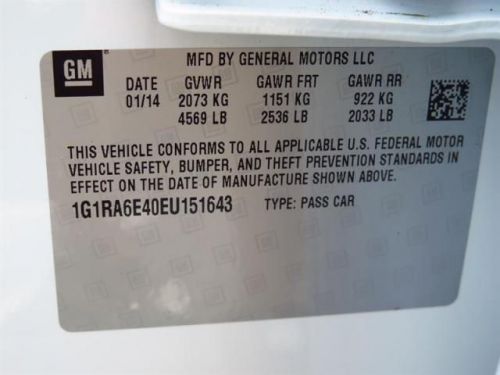 GM
MFD BY GENERAL MOTORS LLC
DATE GVWR GAWR FRT GAWR RR
01/14 2073 KG 1151 KG 922 KG
4569 LB 2536 LB 2033 LB
THIS VEHICLE CONFORMS TO ALL APPLICABLE U.S. FEDERAL MOTOR
VEHICLE SAFETY, BUMPER, AND THEFT PREVENTION STANDARDS IN
EFFECT ON THE DATE OF MANUFACTURE SHOWN ABOVE.
1G1RA6E40EU151643 TYPE: PASS CAR